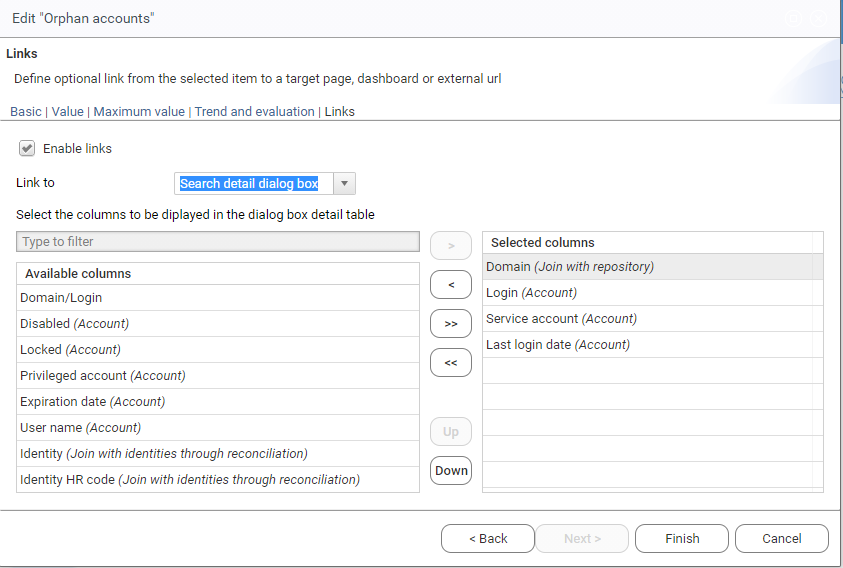 Edit "Orphan accounts"
Links
Define optional link from the selected item to a target page, dashboard or external url
Basic | Value | Maximum value | Trend and evaluation | Links
Enable links
Link to
Search detail dialog box
Select the columns to be diplayed in the dialog box detail table
Type to filter
Available columns
Domain/Login
Disabled (Account)
Locked (Account)
Privileged account (Account)
Expiration date (Account)
User name (Account)
Identity (Join with identities through reconciliation)
Identity HR code (Join with identities through reconciliation)
>
<
>>
<<
Up
Down
Selected columns
Domain (Join with repository)
Login (Account)
Service account (Account)
Last login date (Account)
< Back
Next >
Finish
Cancel